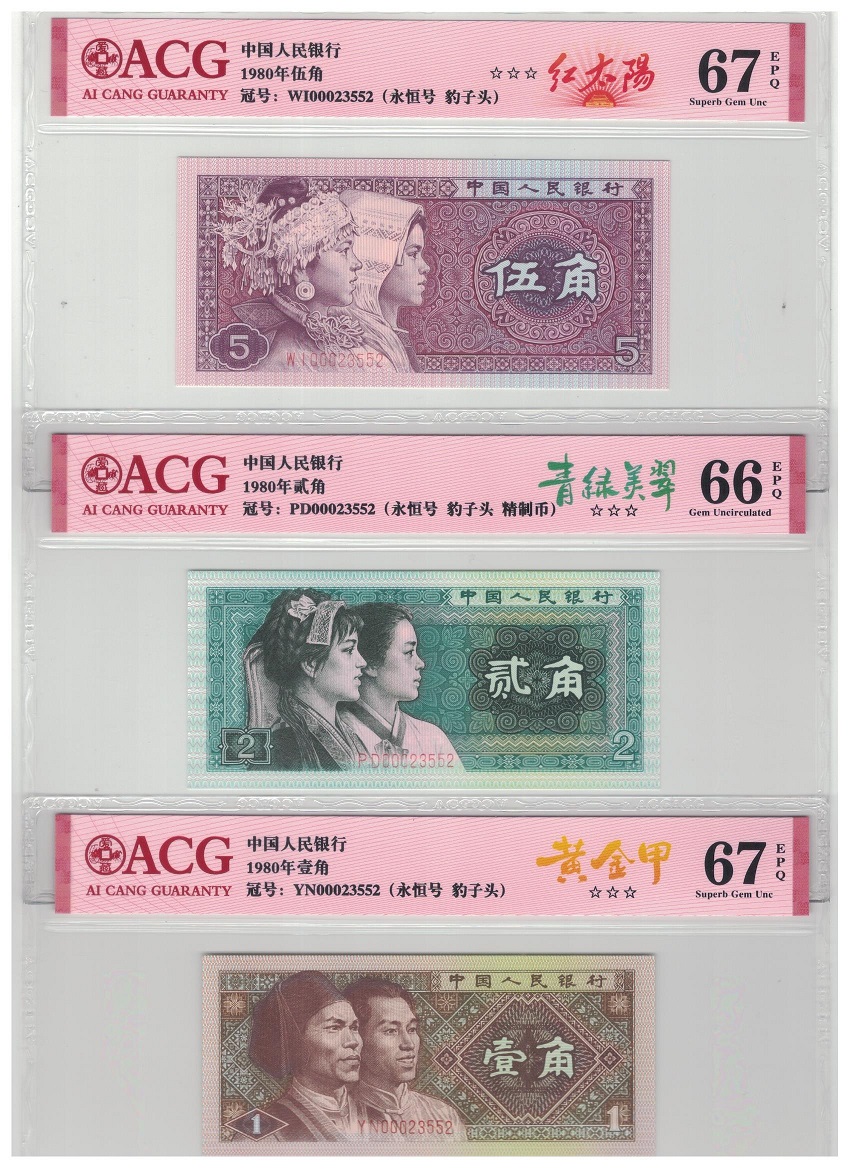 ACG
AI CANG GUARANTY
中国人民银行
1980年伍角
冠号：WI00023552（永恒号 豹子头）
☆☆☆
红太陽
67
EPQ
Superb Gem Unc
中国人民银行
伍角
5
WI00023552
5
ACG
AI CANG GUARANTY
中国人民银行
1980年贰角
冠号：PD00023552（永恒号 豹子头 精制币）
青緑美翠
☆☆☆
66
EPQ
Gem Uncirculated
中国人民银行
贰角
2
PD00023552
2
ACG
AI CANG GUARANTY
中国人民银行
1980年壹角
冠号：YN00023552（永恒号 豹子头）
黄金甲
☆☆☆
67
EPQ
Superb Gem Unc
中国人民银行
壹角
1
YN00023552
1